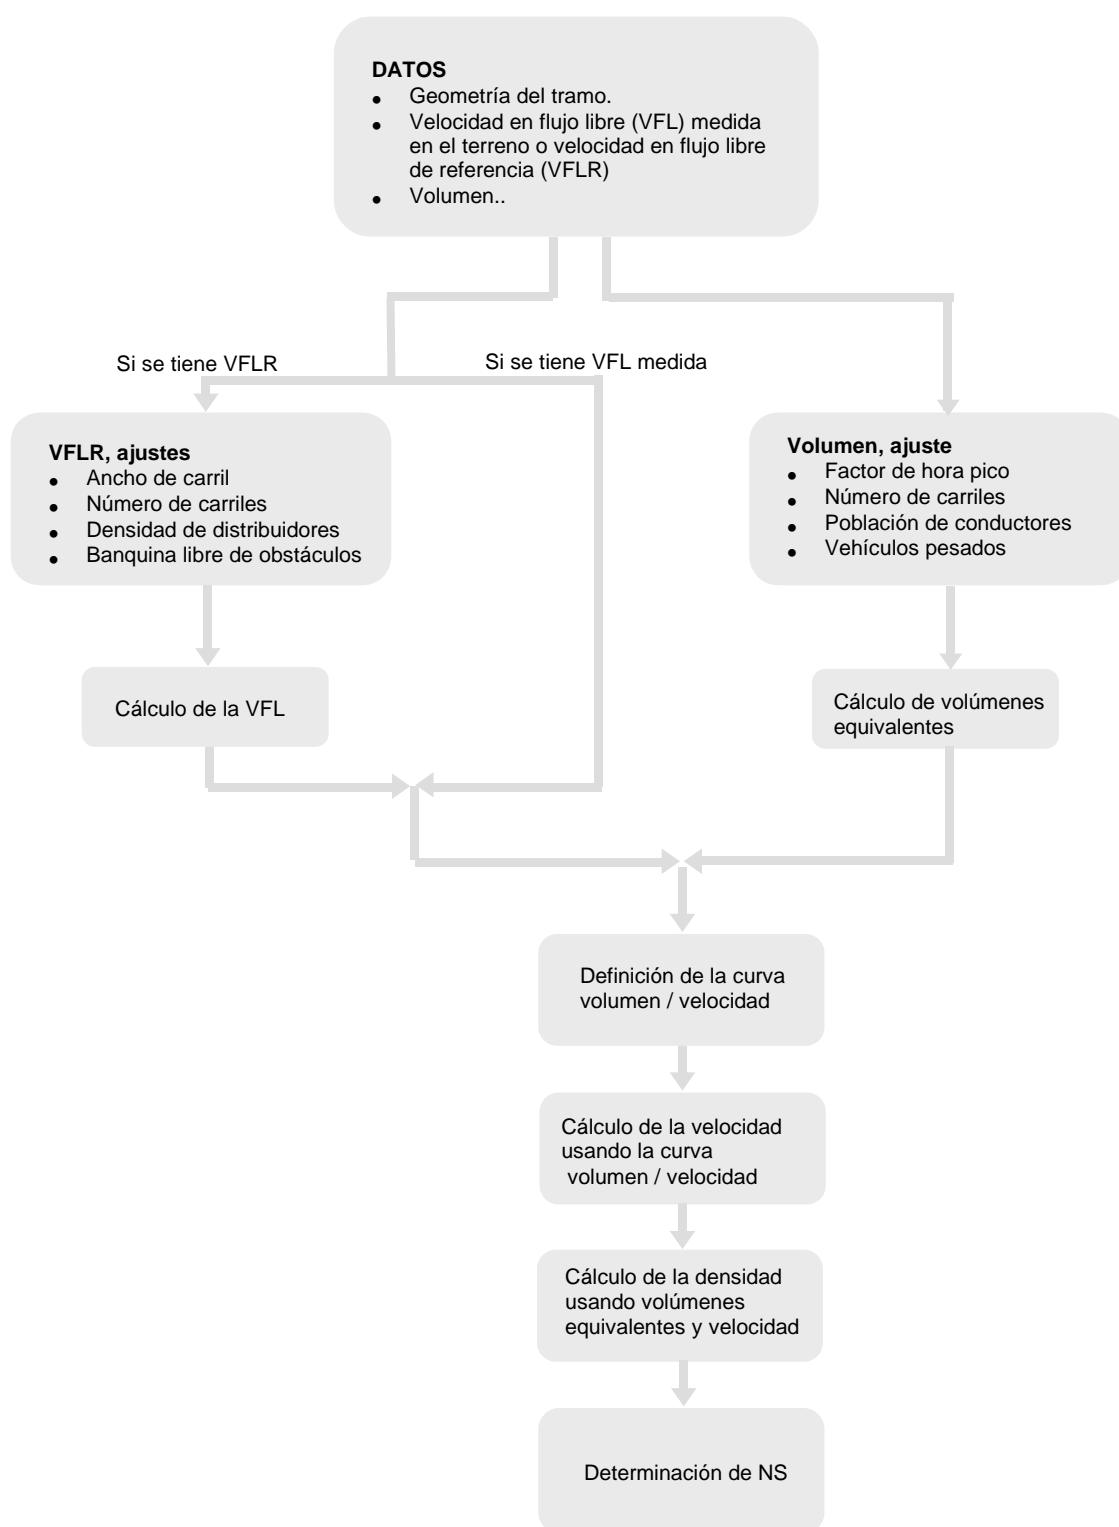 DATOS
● Geometría del tramo.
● Velocidad en flujo libre (VFL) medida
en el terreno o velocidad en flujo libre
de referencia (VFLR)
● Volumen..
Si se tiene VFLR
Si se tiene VFL medida
VFLR, ajustes
● Ancho de carril
● Número de carriles
● Densidad de distribuidores
● Banquina libre de obstáculos
Volumen, ajuste
● Factor de hora pico
● Número de carriles
● Población de conductores
● Vehículos pesados
Cálculo de la VFL
Cálculo de volúmenes
equivalentes
Definición de la curva
volumen / velocidad
Cálculo de la velocidad
usando la curva
volumen / velocidad
Cálculo de la densidad
usando volúmenes
equivalentes y velocidad
Determinación de NS